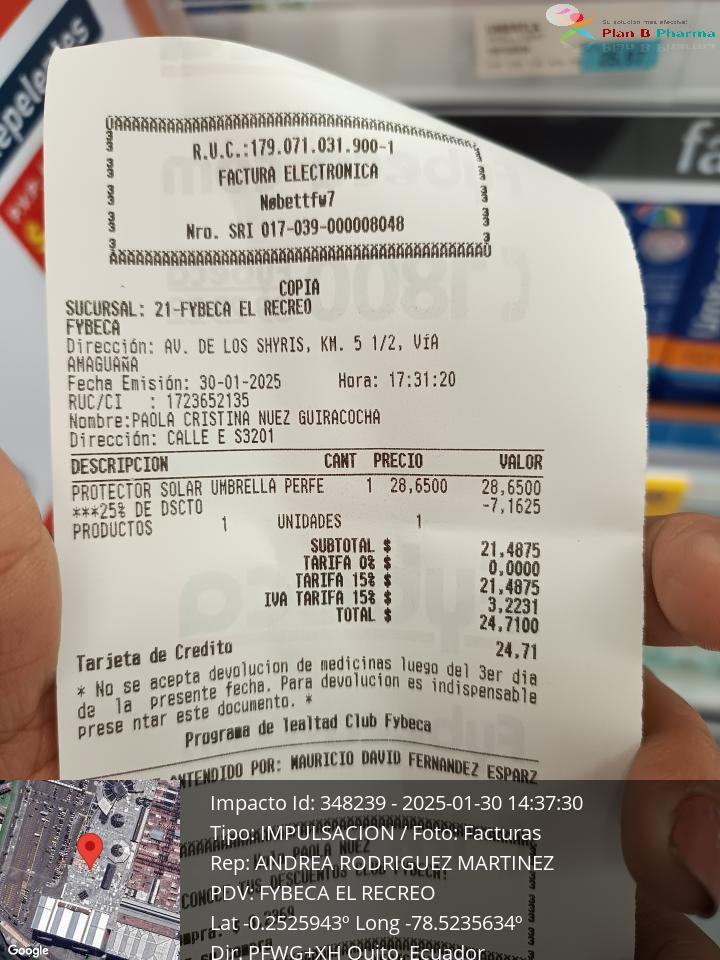 Su solucion mas efectiva!
Plan B Pharma
epelentes
fa
R.U.C.:179.071.031.900-1
FACTURA ELECTRONICA
Nøbettfw7
Nro. SRI 017-039-000008048
COPIA
SUCURSAL: 21-FYBECA EL RECREO
FYBECA
Dirección: AV. DE LOS SHYRIS, KM. 5 1/2, VÍA
AMAGUAÑA
Fecha Emisión: 30-01-2025 Hora: 17:31:20
RUC/CI : 1723652135
Nombre:PAOLA CRISTINA NUEZ GUIRACOCHA
Dirección: CALLE E S3201
DESCRIPCION CANT PRECIO VALOR
PROTECTOR SOLAR UMBRELLA PERFE 1 28,6500 28,6500
***25% DE DSCTO -7,1625
PRODUCTOS 1 UNIDADES 1
SUBTOTAL $ 21,4875
TARIFA 0% $ 0,0000
TARIFA 15% $ 21,4875
IVA TARIFA 15% $ 3,2231
TOTAL $ 24,7100
Tarjeta de Credito 24,71
* No se acepta devolucion de medicinas luego del 3er dia
de la presente fecha. Para devolucion es indispensable
prese ntar este documento. *
Programa de lealtad Club Fybeca
ANTENDIDO POR: MAURICIO DAVID FERNANDEZ ESPARZ
Impacto Id: 348239 - 2025-01-30 14:37:30
Tipo: IMPULSACION / Foto: Facturas
Rep: ANDREA RODRIGUEZ MARTINEZ
PDV: FYBECA EL RECREO
Lat -0.2525943º Long -78.5235634º
Dir. PFWG+XH Quito, Ecuador
Google